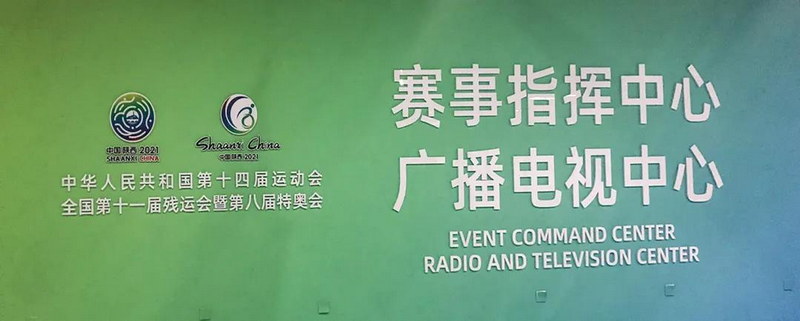 中国陕西 2021
SHAANXI CHINA
Shaanxi China
中国陕西·2021
中华人民共和国第十四届运动会
全国第十一届残运会暨第八届特奥会
赛事指挥中心
广播电视中心
EVENT COMMAND CENTER
RADIO AND TELEVISION CENTER